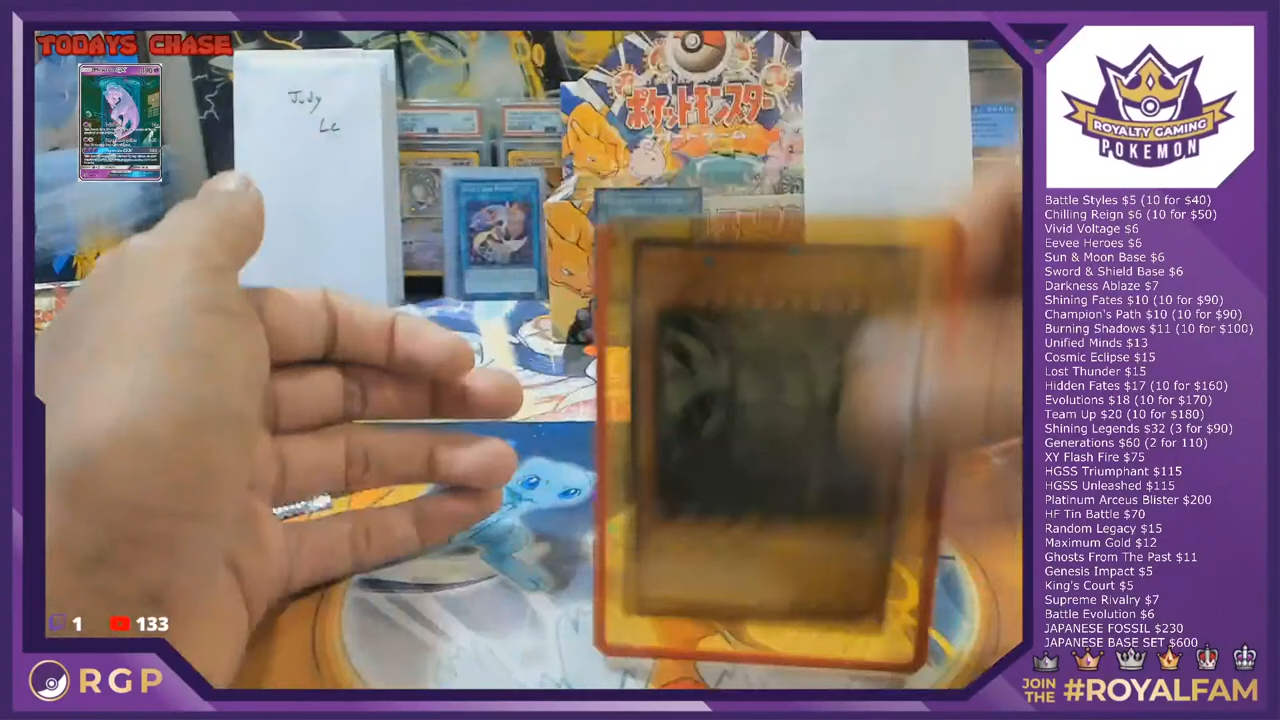 TODAYS CHASE
Judy
Lc
ポケットモンスター
ROYALTY GAMING
POKEMON
Battle Styles $5 (10 for $40)
Chilling Reign $6 (10 for $50)
Vivid Voltage $6
Eevee Heroes $6
Sun & Moon Base $6
Sword & Shield Base $6
Darkness Ablaze $7
Shining Fates $10 (10 for $90)
Champion's Path $10 (10 for $90)
Burning Shadows $11 (10 for $100)
Unified Minds $13
Cosmic Eclipse $15
Lost Thunder $15
Hidden Fates $17 (10 for $160)
Evolutions $18 (10 for $170)
Team Up $20 (10 for $180)
Shining Legends $32 (3 for $90)
Generations $60 (2 for 110)
XY Flash Fire $75
HGSS Triumphant $115
HGSS Unleashed $115
Platinum Arceus Blister $200
HF Tin Battle $70
Random Legacy $15
Maximum Gold $12
Ghosts From The Past $11
Genesis Impact $5
King's Court $5
Supreme Rivalry $7
Battle Evolution $6
JAPANESE FOSSIL $230
JAPANESE BASE SET $600
1 133
RGP
JOIN
THE #ROYALFAM